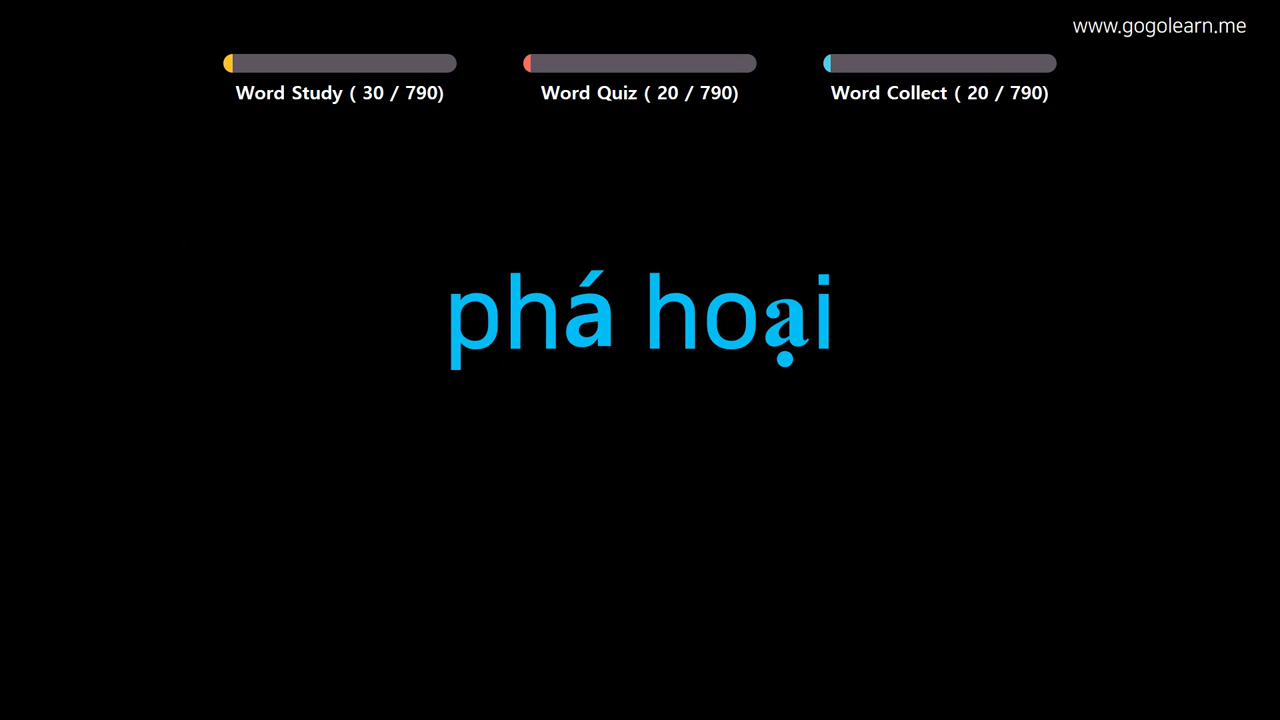 www.gogolearn.me
Word Study ( 30 / 790)
Word Quiz ( 20 / 790)
Word Collect ( 20 / 790)
phá hoại